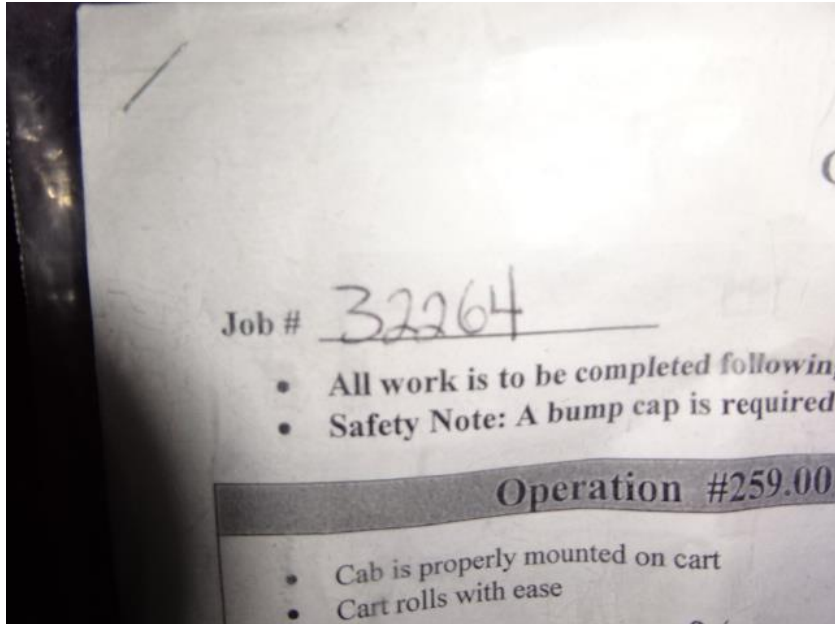 Job # 32264
• All work is to be completed
• Safety Note: A bump cap is required
Operation #259.00
• Cab is properly mounted on cart
• Cart rolls with ease